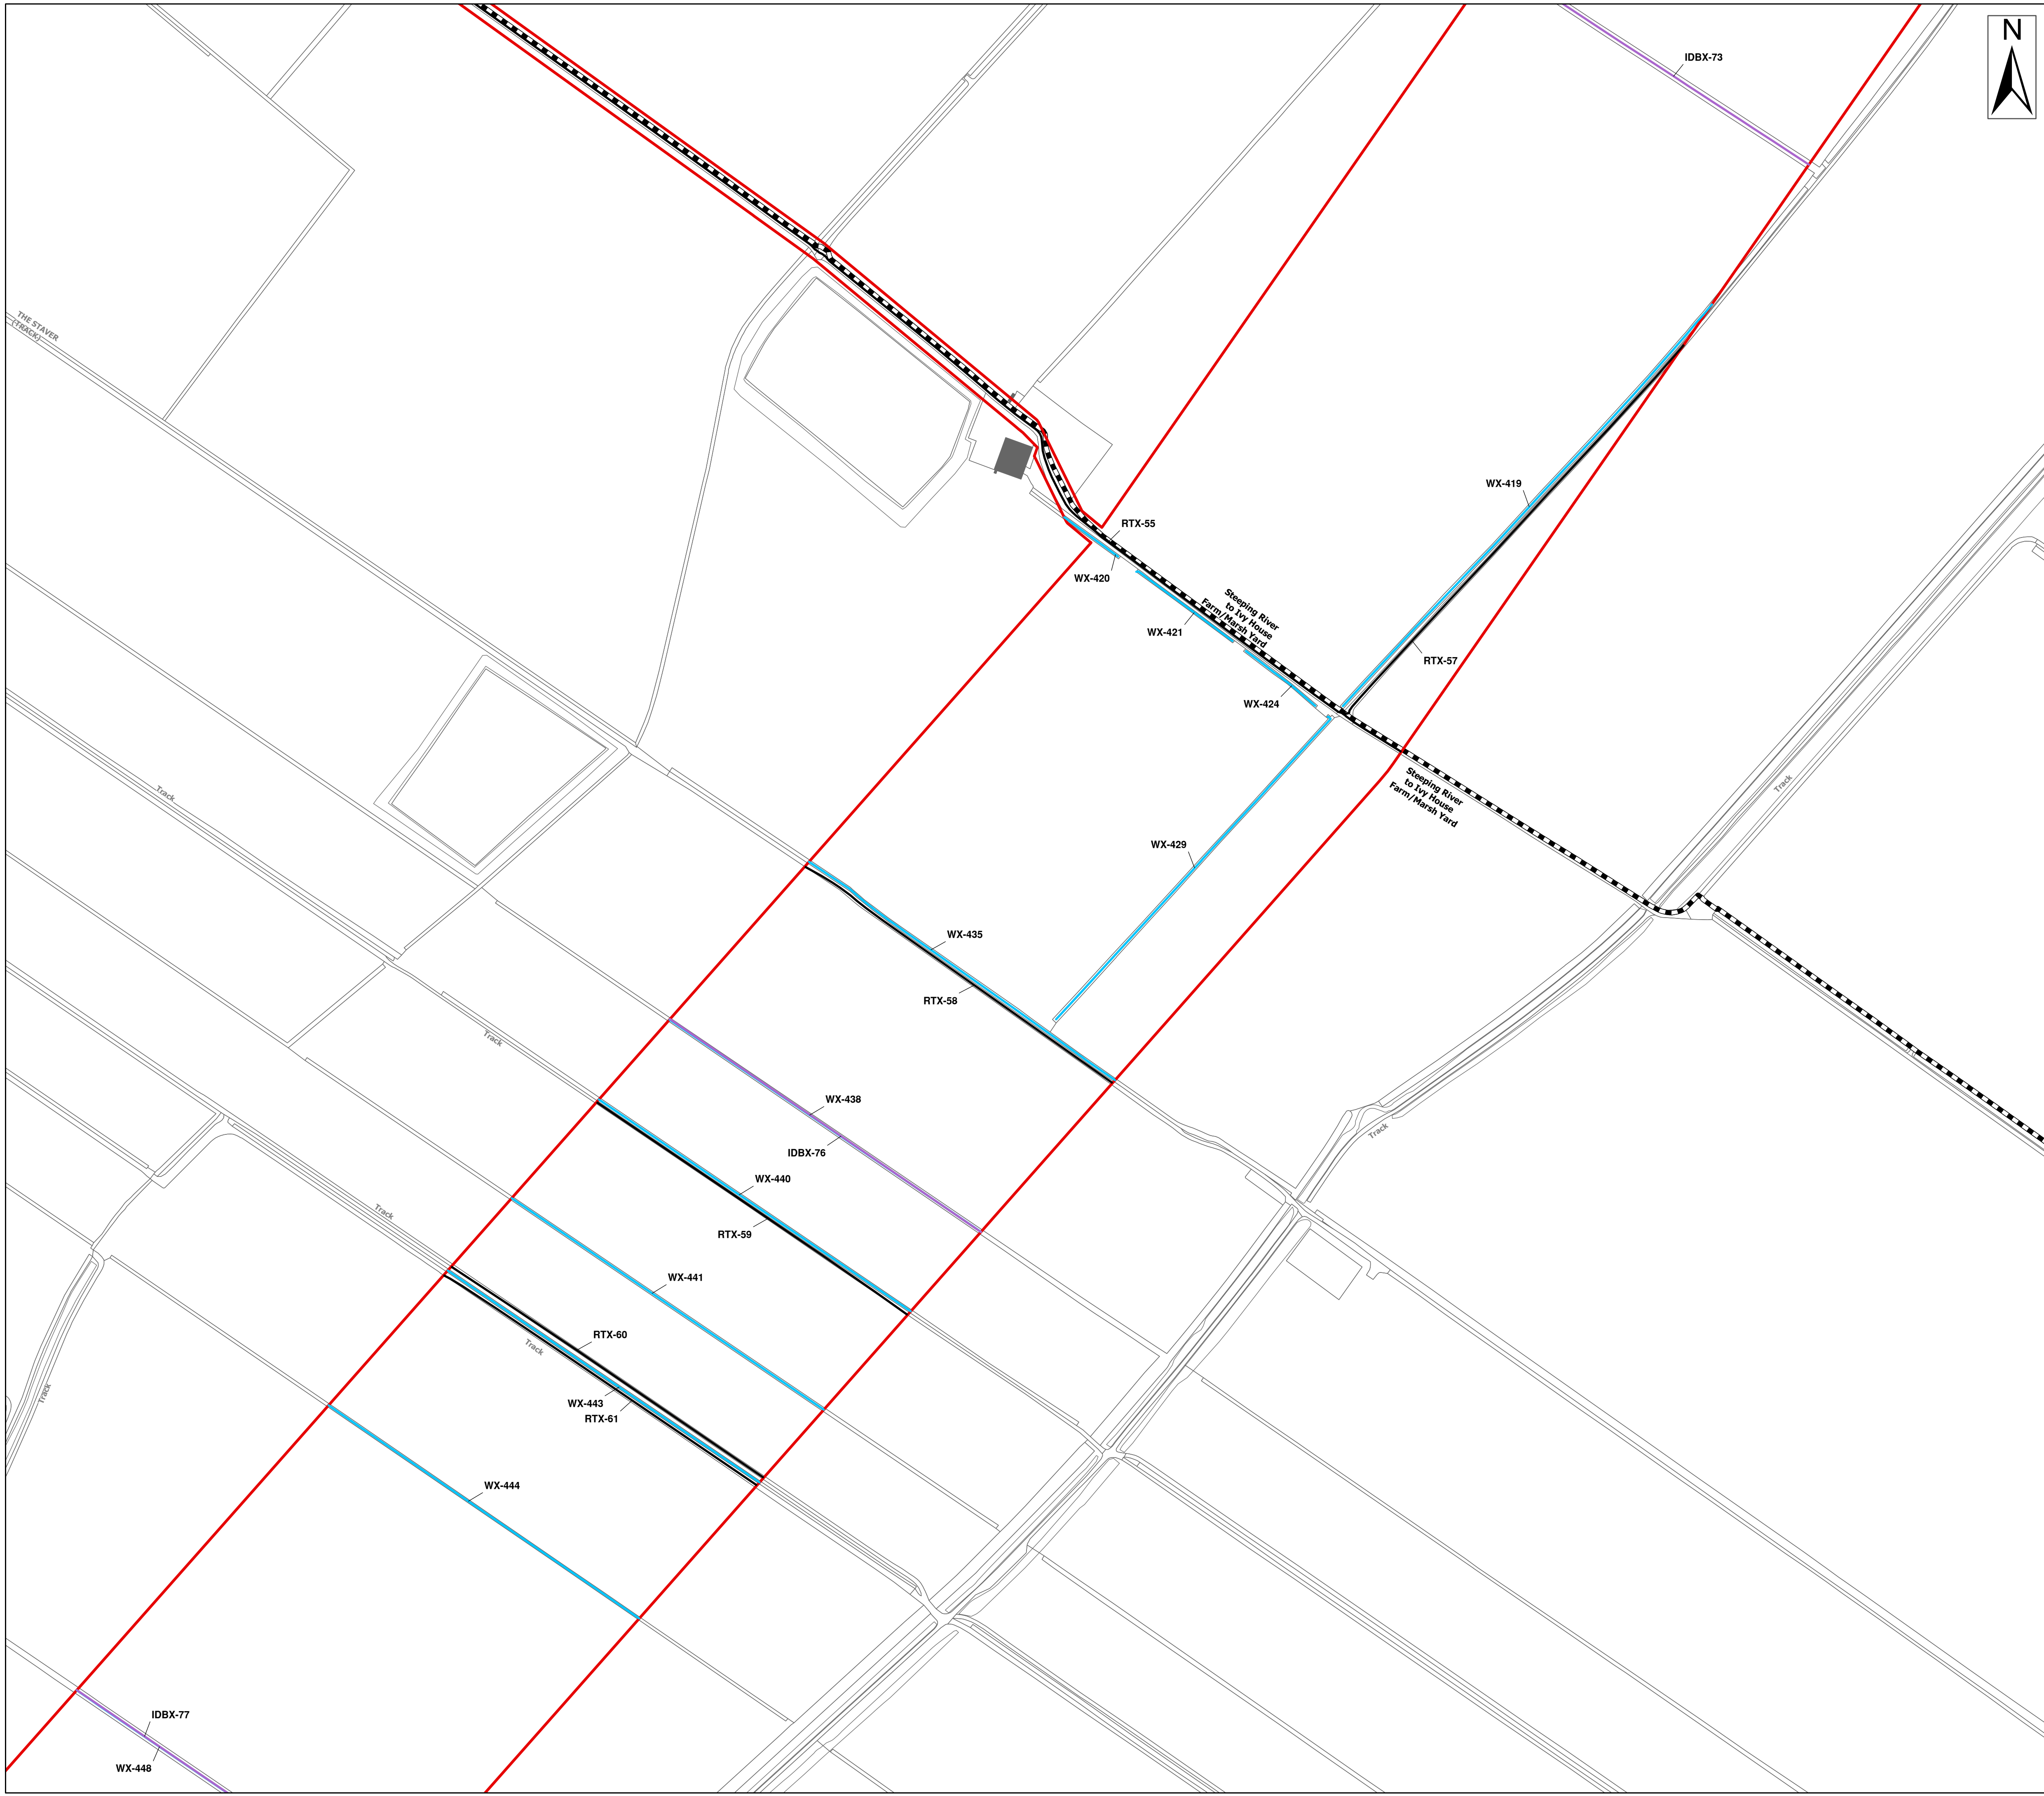 N
IDBX-73
THE STAVER
(TRACK)
WX-419
RTX-55
WX-420
Steeping River
to Ivy House
Farm/Marsh Yard
WX-421
RTX-57
WX-424
Steeping River
to Ivy House
Farm/Marsh Yard
Track
Track
WX-429
WX-435
RTX-58
Track
WX-438
Track
IDBX-76
WX-440
Track
RTX-59
WX-441
RTX-60
Track
Track
WX-443
RTX-61
WX-444
IDBX-77
WX-448